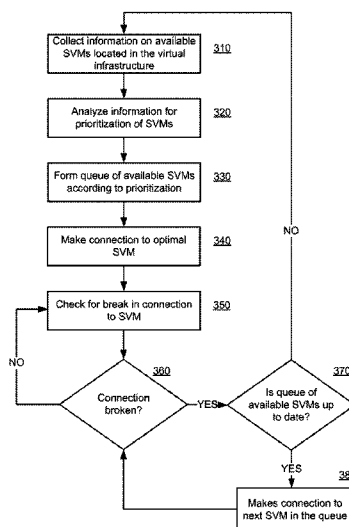 Collect information on available
SVMs located in the virtual
infrastructure
310
Analyze information for
prioritization of SVMs
320
Form queue of available SVMs
according to prioritization
330
NO
Make connection to optimal
SVM
340
Check for break in connection
to SVM
350
NO
360
Connection
broken?
YES
370
Is queue of
available SVMs up
to date?
YES
38
Makes connection to
next SVM in the queue